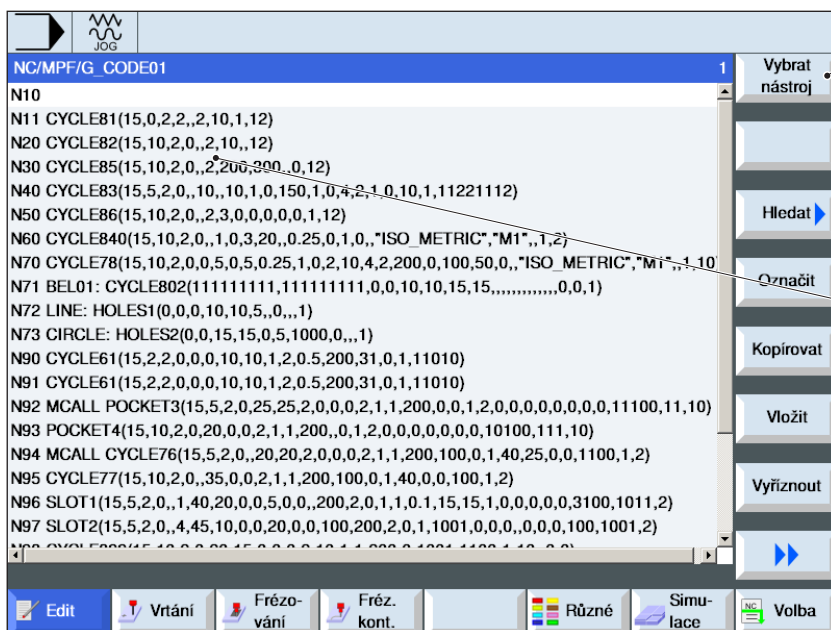 JOG
NC/MPF/G_CODE01 1
N10
N11 CYCLE81(15,0,2,2,,2,10,1,12)
N20 CYCLE82(15,10,2,0,,2,10,,12)
N30 CYCLE85(15,10,2,0,,2,200,300,,0,12)
N40 CYCLE83(15,5,2,0,,10,,10,1,0,150,1,0,4,2,1,0,10,1,11221112)
N50 CYCLE86(15,10,2,0,,2,3,0,0,0,0,0,1,12)
N60 CYCLE840(15,10,2,0,,1,0,3,20,,0.25,0,1,0,,"ISO_METRIC","M1",,1,2)
N70 CYCLE78(15,10,2,0,0,5,0,5,0.25,1,0,2,10,4,2,200,0,100,50,0,,"ISO_METRIC","M1",,1,10
N71 BEL01: CYCLE802(111111111,111111111,0,0,10,10,15,15,,,,,,,,,,,,,0,0,1)
N72 LINE: HOLES1(0,0,0,10,10,5,,0,,,1)
N73 CIRCLE: HOLES2(0,0,15,15,0,5,1000,0,,,1)
N90 CYCLE61(15,2,2,0,0,0,10,10,1,2,0.5,200,31,0,1,11010)
N91 CYCLE61(15,2,2,0,0,0,10,10,1,2,0.5,200,31,0,1,11010)
N92 MCALL POCKET3(15,5,2,0,25,25,2,0,0,0,2,1,1,200,0,0,1,2,0,0,0,0,0,0,0,0,11100,11,10)
N93 POCKET4(15,10,2,0,20,0,0,2,1,1,200,,0,1,2,0,0,0,0,0,0,0,10100,111,10)
N94 MCALL CYCLE76(15,5,2,0,,20,20,2,0,0,0,2,1,1,200,100,0,1,40,25,0,0,1100,1,2)
N95 CYCLE77(15,10,2,0,,35,0,0,2,1,1,200,100,0,1,40,0,0,100,1,2)
N96 SLOT1(15,5,2,0,,1,40,20,0,0,5,0,0,,200,2,0,1,1,0.1,15,15,1,0,0,0,0,0,3100,1011,2)
N97 SLOT2(15,5,2,0,,4,45,10,0,0,20,0,0,100,200,2,0,1,1001,0,0,0,,0,0,0,100,1001,2)
Vybrat
nástroj
Hledat
Označit
Kopírovat
Vložit
Vyříznout
Edit
Vrtání
Frézo-
vání
Fréz.
kont.
Různé
Simu-
lace
NC
Volba